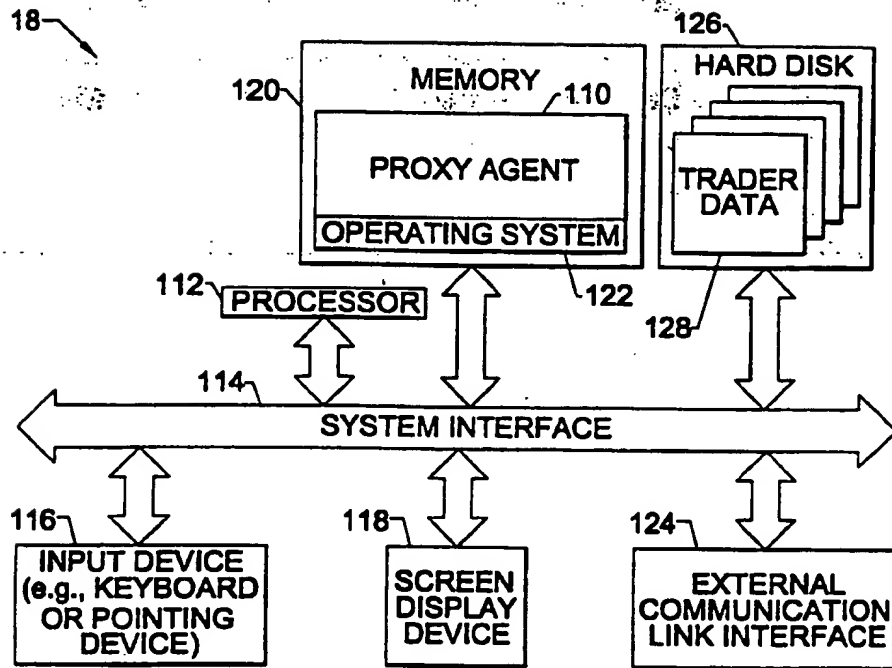 18
126
MEMORY
HARD DISK
120
110
PROXY AGENT
TRADER
DATA
OPERATING SYSTEM
112
PROCESSOR
122
128
114
SYSTEM INTERFACE
116
118
124
INPUT DEVICE
(e.g., KEYBOARD
OR POINTING
DEVICE)
SCREEN
DISPLAY
DEVICE
EXTERNAL
COMMUNICATION
LINK INTERFACE